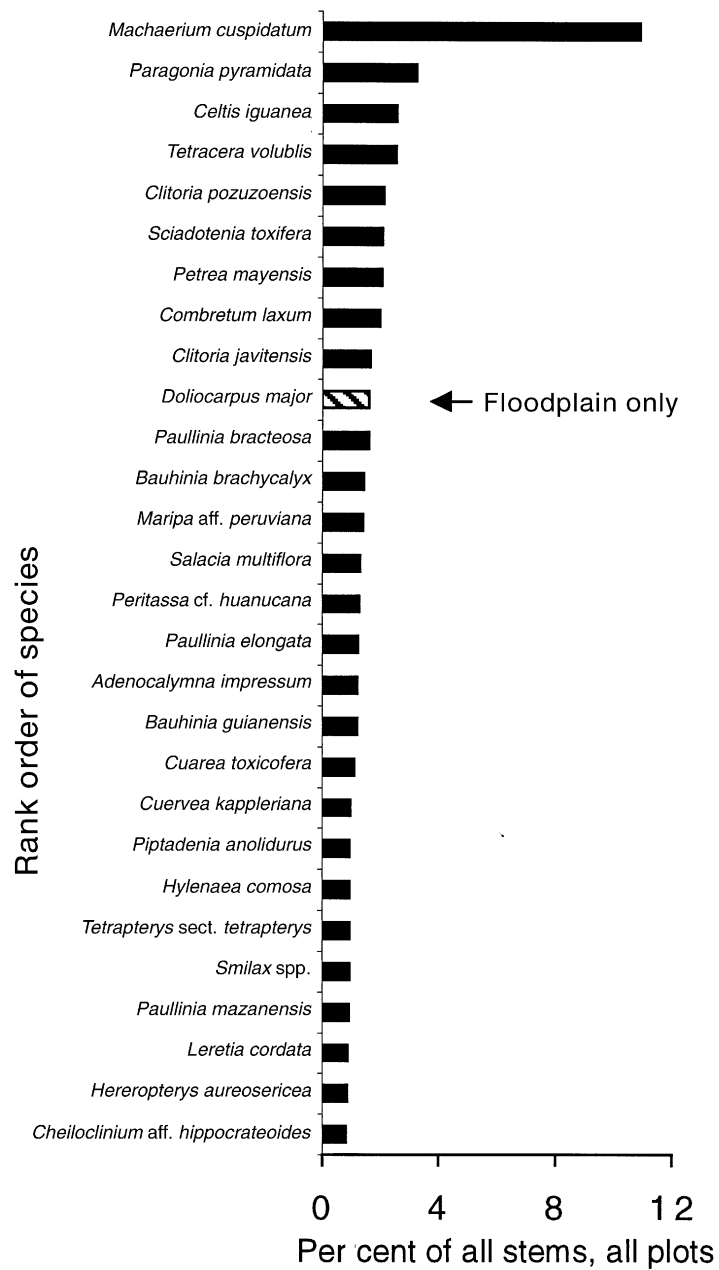 Machaerium cuspidatum
Paragonia pyramidata
Celtis iguanea
Tetracera volublis
Clitoria pozuzoensis
Sciadotenia toxifera
Petrea mayensis
Combretum laxum
Clitoria javitensis
Doliocarpus major
Floodplain only
Paullinia bracteosa
Bauhinia brachycalyx
Maripa aff. peruviana
Salacia multiflora
Peritassa cf. huanucana
Paullinia elongata
Adenocalymna impressum
Bauhinia guianensis
Cuarea toxicofera
Cuervea kappleriana
Piptadenia anolidurus
Hylenaea comosa
Tetrapterys sect. tetrapterys
Smilax spp.
Paullinia mazanensis
Leretia cordata
Hereropterys aureosericea
Cheiloclinium aff. hippocrateoides
Rank order of species
0 4 8 12
Per cent of all stems, all plots